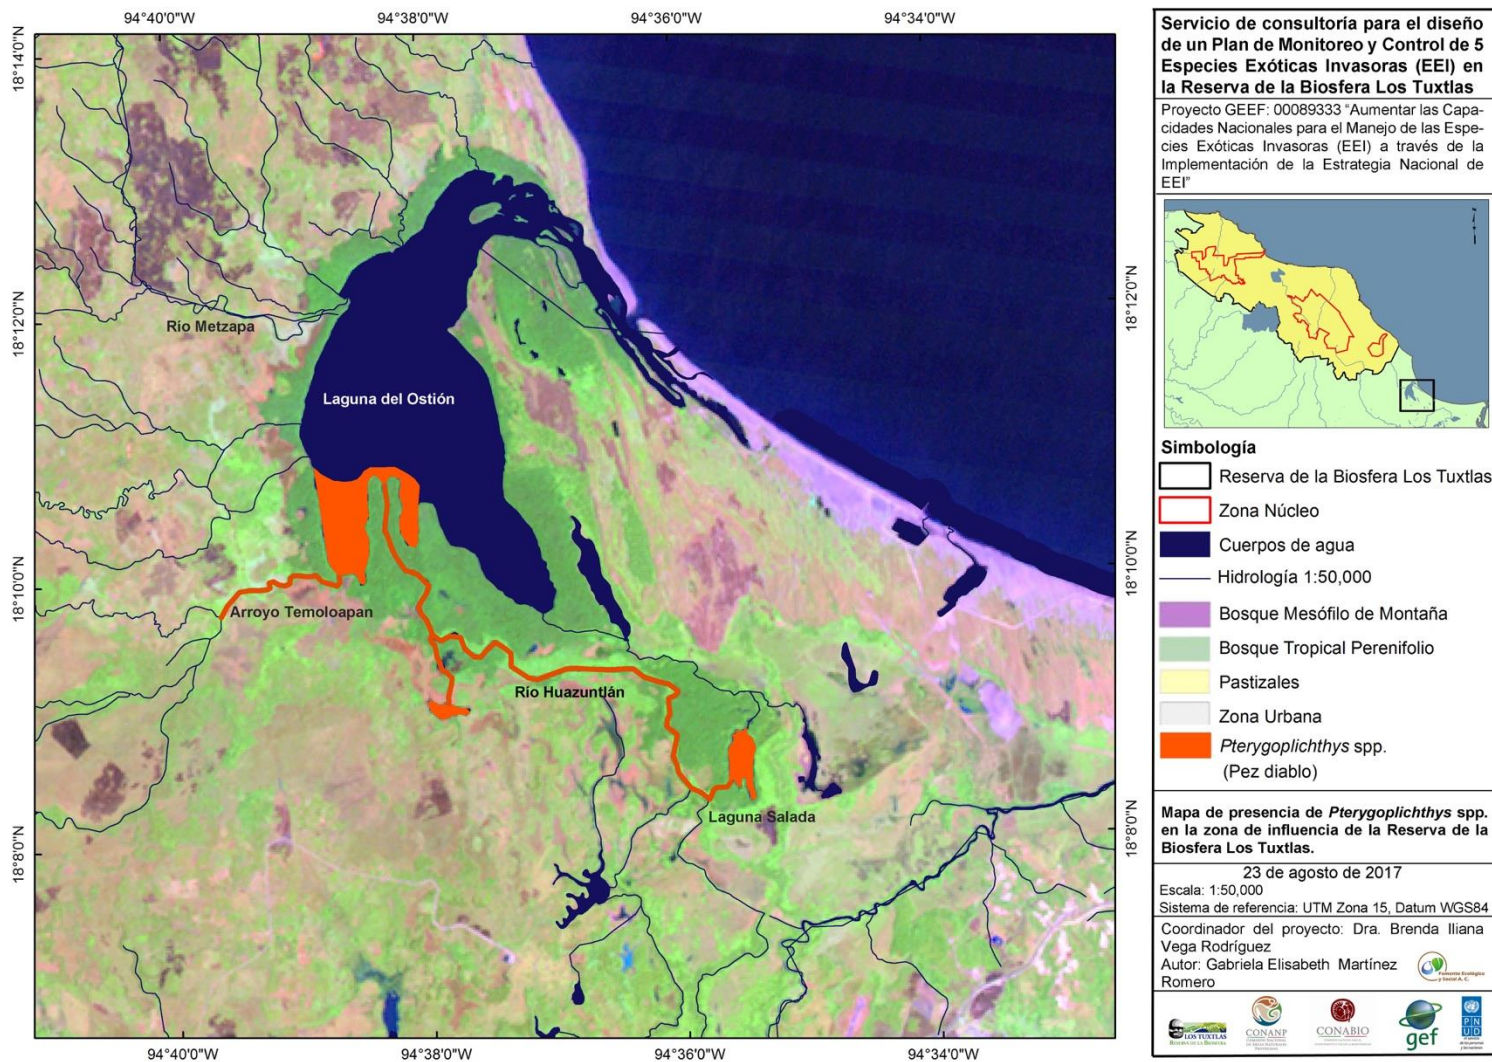 94°40'0"W
94°38'0"W
94°36'0"W
94°34'0"W
18°14'0"N
18°12'0"N
18°10'0"N
18°8'0"N
18°12'0"N
18°10'0"N
18°8'0"N
Río Metzapa
Laguna del Ostión
Arroyo Temoloapan
Río Huazuntlán
Laguna Salada
94°40'0"W
94°38'0"W
94°36'0"W
94°34'0"W
Servicio de consultoría para el diseño
de un Plan de Monitoreo y Control de 5
Especies Exóticas Invasoras (EEI) en
la Reserva de la Biosfera Los Tuxtlas
Proyecto GEEF: 00089333 “Aumentar las Capa-
cidades Nacionales para el Manejo de las Espe-
cies Exóticas Invasoras (EEI) a través de la
Implementación de la Estrategia Nacional de
EEI”
Simbología
Reserva de la Biosfera Los Tuxtlas
Zona Núcleo
Cuerpos de agua
Hidrología 1:50,000
Bosque Mesófilo de Montaña
Bosque Tropical Perenifolio
Pastizales
Zona Urbana
Pterygoplichthys spp.
(Pez diablo)
Mapa de presencia de Pterygoplichthys spp.
en la zona de influencia de la Reserva de la
Biosfera Los Tuxtlas.
23 de agosto de 2017
Escala: 1:50,000
Sistema de referencia: UTM Zona 15, Datum WGS84
Coordinador del proyecto: Dra. Brenda Iliana
Vega Rodríguez
Autor: Gabriela Elisabeth Martínez
Romero
Fomento Ecológico
y Social A. C.
LOS TUXTLAS
RESERVA DE LA BIOSFERA
CONANP
CONABIO
gef
P N
U D